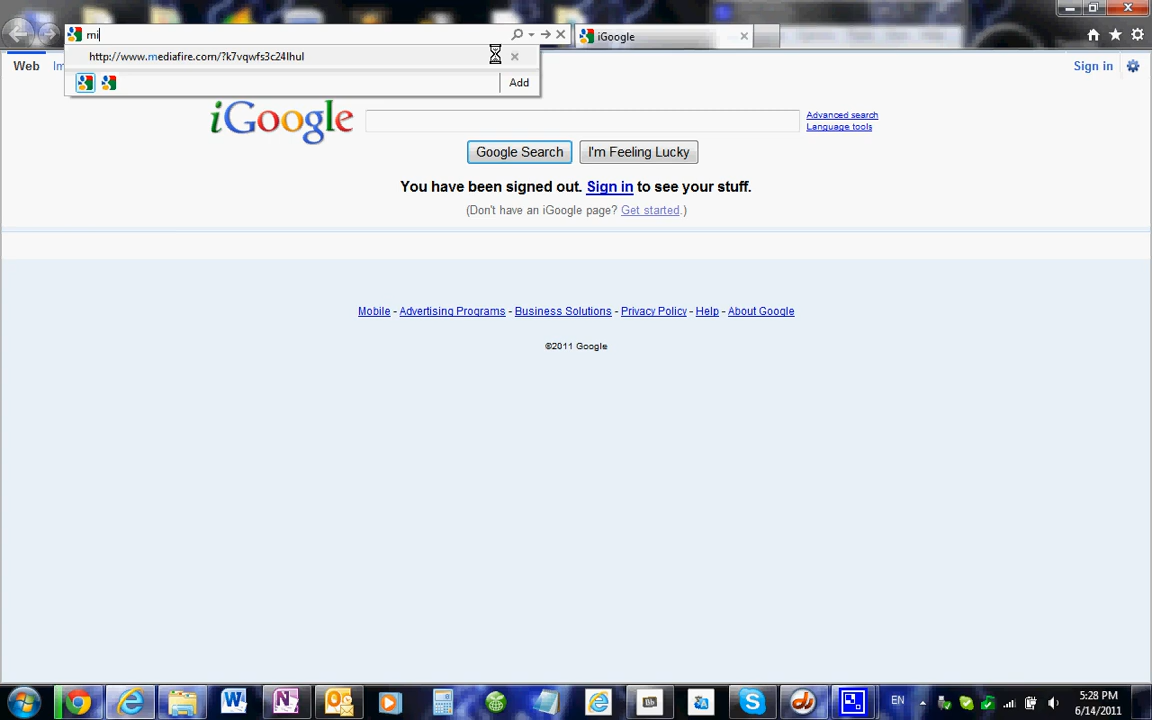 mi
iGoogle
http://www.mediafire.com/?k7vqwfs3c24lhul
Web
Sign in
Add
iGoogle
Advanced search
Language tools
Google Search
I'm Feeling Lucky
You have been signed out. Sign in to see your stuff.
(Don't have an iGoogle page? Get started.)
Mobile - Advertising Programs - Business Solutions - Privacy Policy - Help - About Google
©2011 Google
EN
5:28 PM
6/14/2011